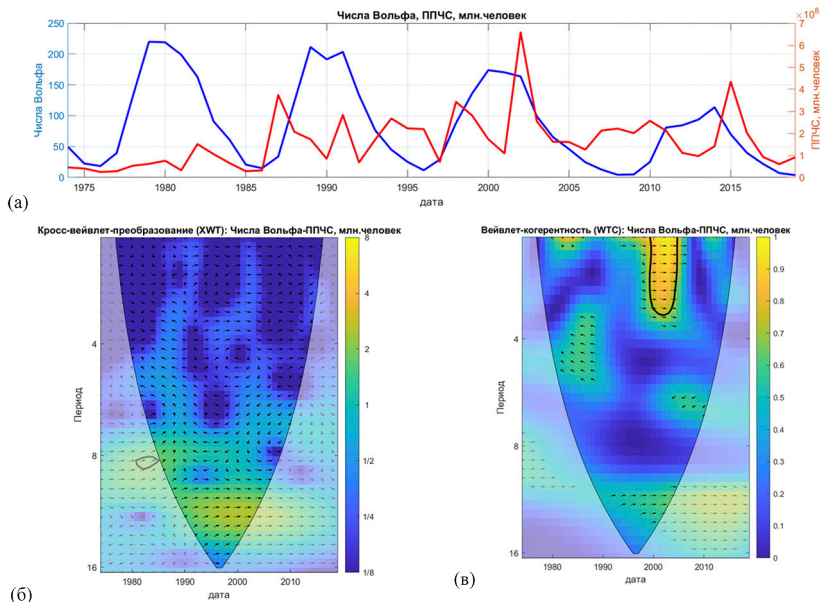 Числа Вольфа, ППЧС, млн.человек
×10⁸
250
200
150
100
50
0
Числа Вольфа
7
6
5
4
3
2
1
0
ППЧС, млн.человек
1975 1980 1985 1990 1995 2000 2005 2010 2015
дата
(а)
Кросс-вейвлет-преобразование (XWT): Числа Вольфа-ППЧС, млн.человек
Период
4
8
16
1980 1990 2000 2010
дата
8
4
2
1
1/2
1/4
1/8
(б)
Вейвлет-когерентность (WTC): Числа Вольфа-ППЧС, млн.человек
Период
4
8
16
1980 1990 2000 2010
дата
1
0.9
0.8
0.7
0.6
0.5
0.4
0.3
0.2
0.1
0
(в)